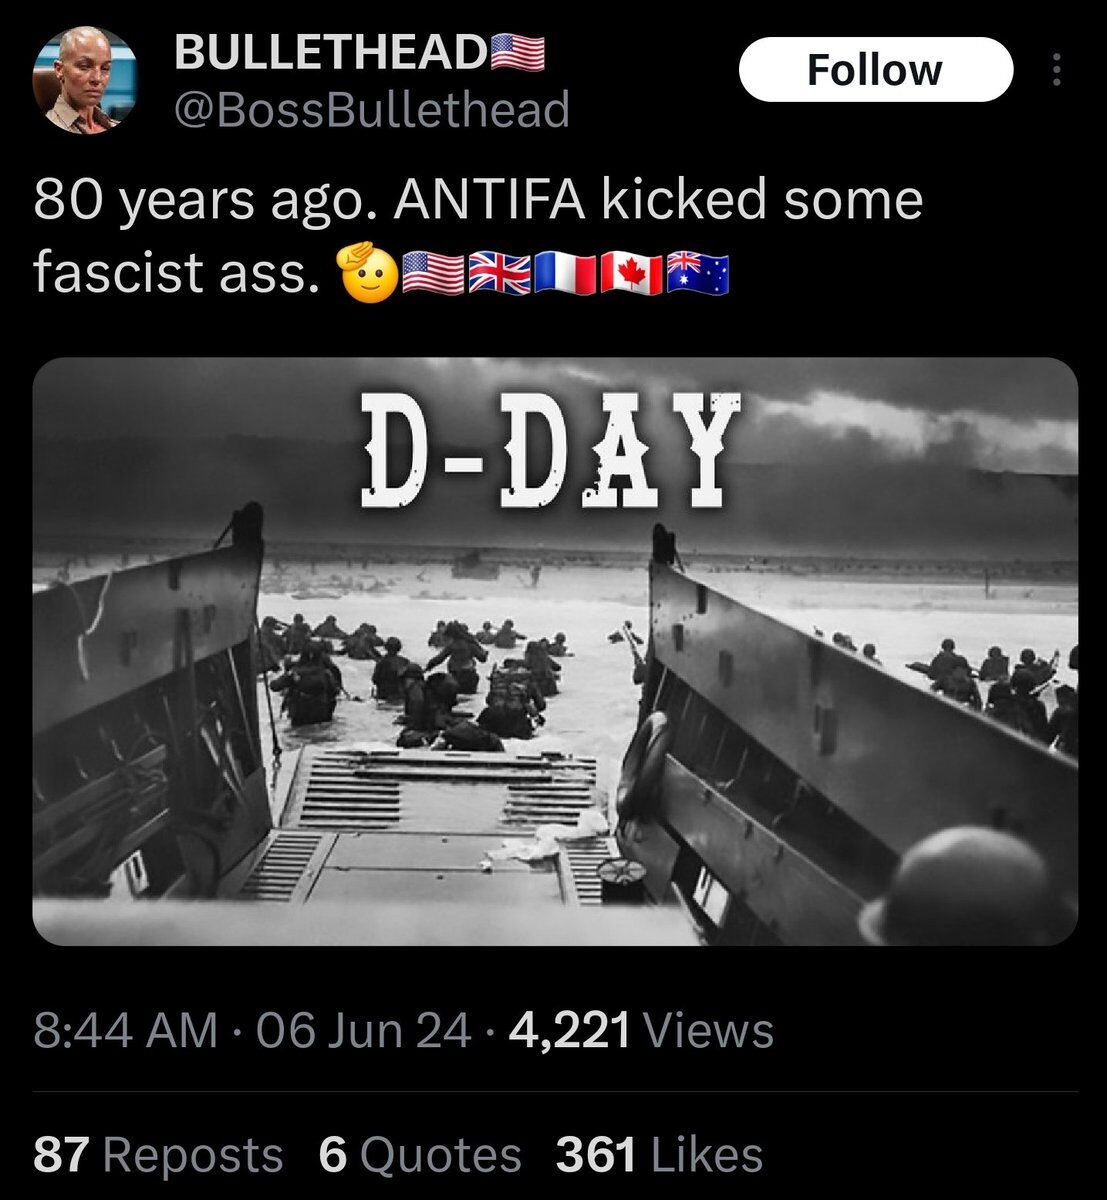 BULLETHEAD🇺🇸
Follow
@BossBullethead
80 years ago. ANTIFA kicked some
fascist ass. 🫡🇺🇸🇬🇧🇫🇷🇨🇦🇦🇺
D-DAY
8:44 AM · 06 Jun 24 · 4,221 Views
87 Reposts 6 Quotes 361 Likes